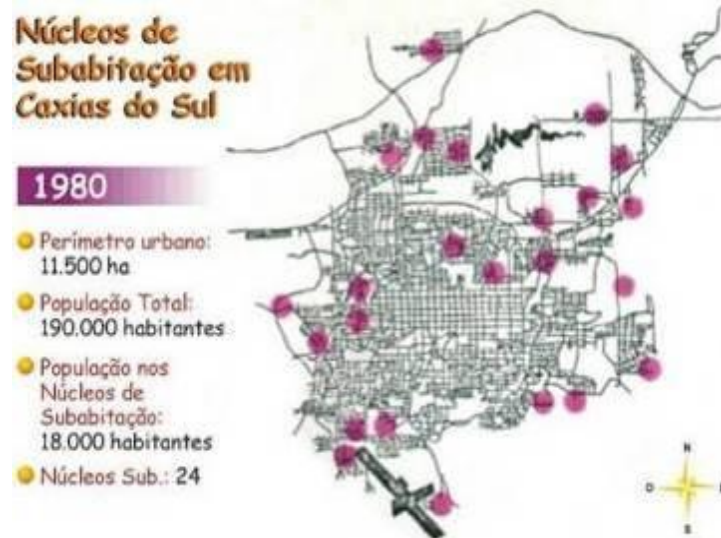 Núcleos de
Subabitação em
Caxias do Sul
1980
Perímetro urbano:
11.500 ha
População Total:
190.000 habitantes
População nos
Núcleos de
Subabitação:
18.000 habitantes
Núcleos Sub.: 24
N
O
S